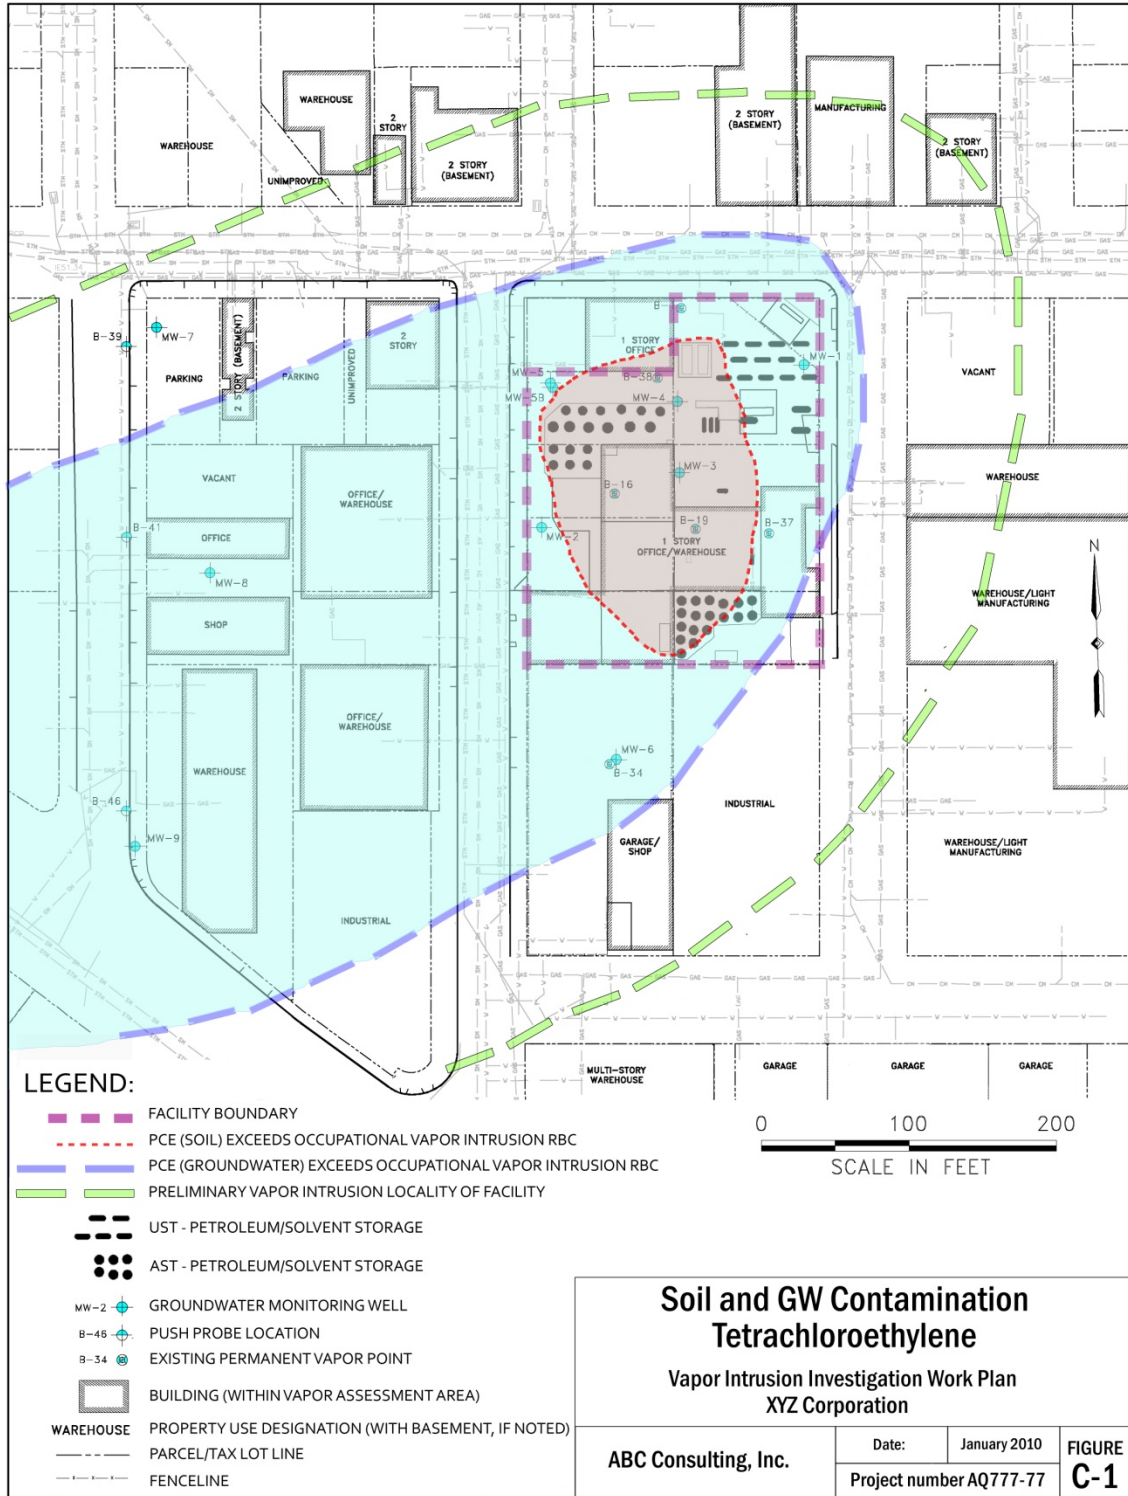 WAREHOUSE
WAREHOUSE
2
STORY
UNIMPROVED
2 STORY
(BASEMENT)
2 STORY
(BASEMENT)
MANUFACTURING
2 STORY
(BASEMENT)
B-39
MW-7
PARKING
2 STORY (BASEMENT)
PARKING
UNIMPROVED
2
STORY
1 STORY
OFFICE
MW-1
MW-5
MW-5B
B-38
MW-4
VACANT
VACANT
OFFICE/
WAREHOUSE
MW-3
B-16
WAREHOUSE
B-41
OFFICE
MW-2
B-19
B-37
1 STORY
OFFICE/WAREHOUSE
MW-8
SHOP
N
WAREHOUSE/LIGHT
MANUFACTURING
OFFICE/
WAREHOUSE
WAREHOUSE
MW-6
B-34
B-46
MW-9
INDUSTRIAL
GARAGE/
SHOP
WAREHOUSE/LIGHT
MANUFACTURING
INDUSTRIAL
MULTI-STORY
WAREHOUSE
GARAGE
GARAGE
GARAGE
LEGEND:
FACILITY BOUNDARY
PCE (SOIL) EXCEEDS OCCUPATIONAL VAPOR INTRUSION RBC
PCE (GROUNDWATER) EXCEEDS OCCUPATIONAL VAPOR INTRUSION RBC
PRELIMINARY VAPOR INTRUSION LOCALITY OF FACILITY
UST - PETROLEUM/SOLVENT STORAGE
AST - PETROLEUM/SOLVENT STORAGE
MW-2 GROUNDWATER MONITORING WELL
B-46 PUSH PROBE LOCATION
B-34 EXISTING PERMANENT VAPOR POINT
BUILDING (WITHIN VAPOR ASSESSMENT AREA)
WAREHOUSE PROPERTY USE DESIGNATION (WITH BASEMENT, IF NOTED)
PARCEL/TAX LOT LINE
FENCELINE
0 100 200
SCALE IN FEET
Soil and GW Contamination
Tetrachloroethylene
Vapor Intrusion Investigation Work Plan
XYZ Corporation
ABC Consulting, Inc.
Date: January 2010
Project number AQ777-77
FIGURE
C-1